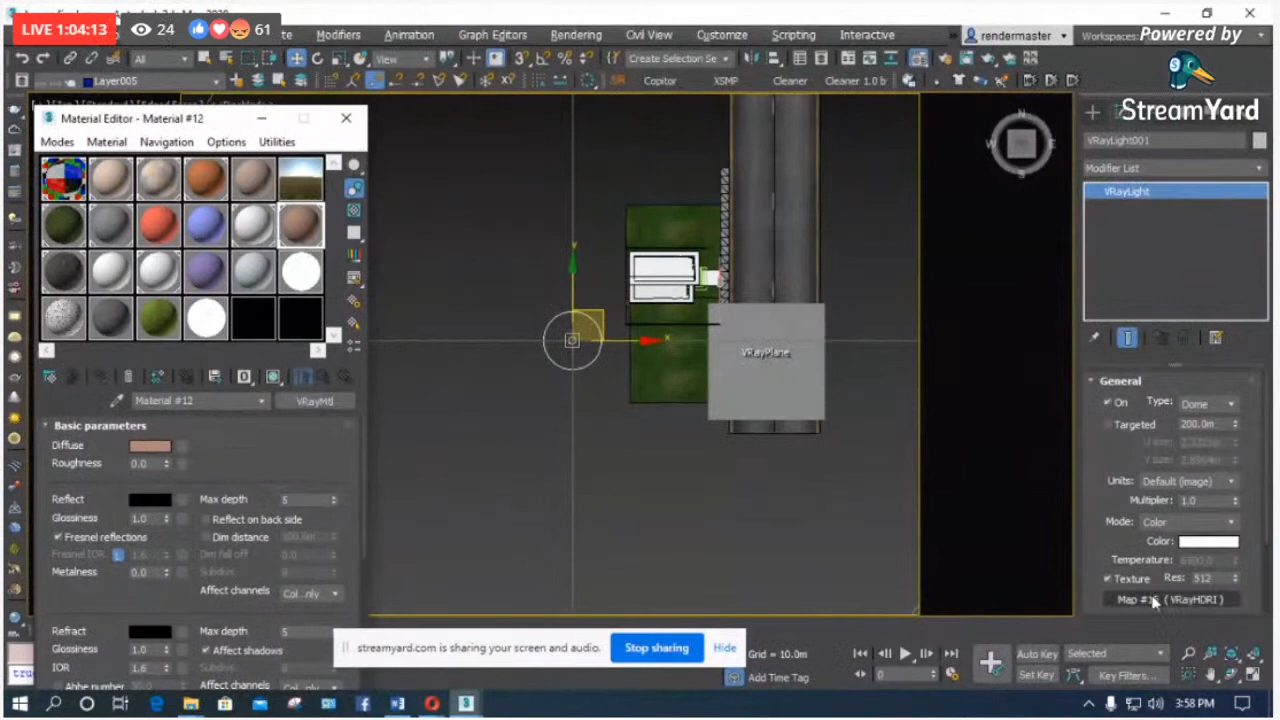 LIVE 1:04:13
24
61
Modifiers
Animation
Graph Editors
Rendering
Civil View
Customize
Scripting
Interactive
rendermaster
Workspaces:
Powered by
StreamYard
All
View
Create Selection Se
Layer005
Copitor
XSMP
Cleaner
Cleaner 1.0 b
Material Editor - Material #12
Modes
Material
Navigation
Options
Utilities
Material #12
VRayMtl
Basic parameters
Diffuse
Roughness 0.0
Reflect
Max depth 5
Glossiness 1.0
Reflect on back side
Fresnel reflections
Dim distance
Fresnel IOR L 1.6
Dim fall off 0.0
Metalness 0.0
Subdivs 8
Affect channels Col...nly
Refract
Max depth 5
Glossiness 1.0
Affect shadows
IOR 1.6
Subdivs
Abbe number
Affect channels
N
W
E
S
y
x
VRayPlane
VRayLight001
Modifier List
VRayLight
General
On
Type: Dome
Targeted 200.0m
Units: Default (image)
Multiplier: 1.0
Mode: Color
Color:
Temperature:
Texture Res: 512
( VRayHDRI )
streamyard.com is sharing your screen and audio.
Stop sharing
Hide
Grid = 10.0m
Add Time Tag
0
Auto Key
Selected
Set Key
Key Filters...
3:58 PM